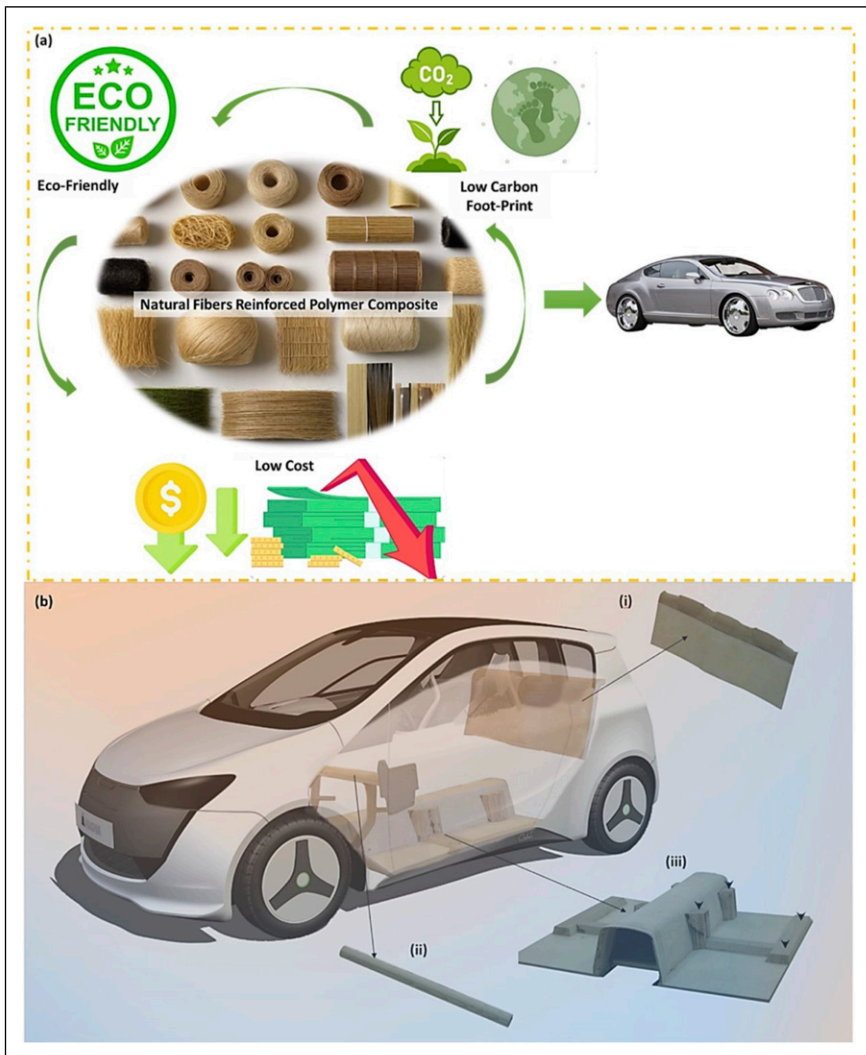 (a)
ECO
FRIENDLY
CO₂
Eco-Friendly
Low Carbon
Foot-Print
Natural Fibers Reinforced Polymer Composite
Low Cost
$
(b)
(i)
(ii)
(iii)